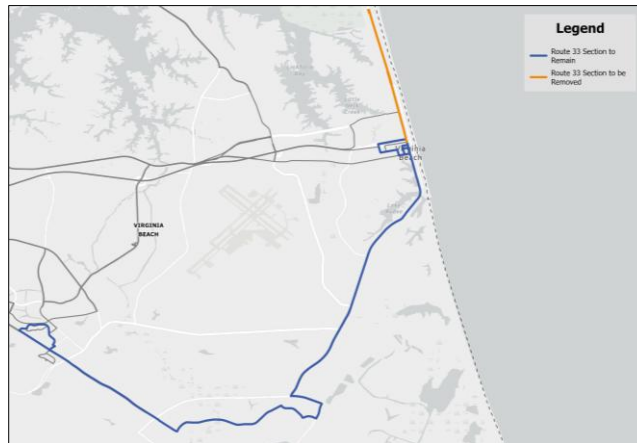 Legend
Route 33 Section to
Remain
Route 33 Section to be
Removed
Virginia
Beach
VIRGINIA
BEACH